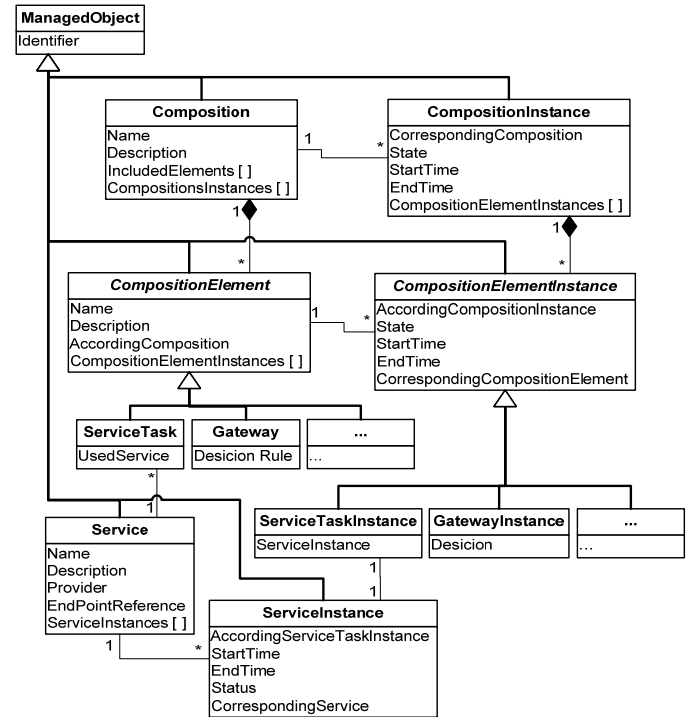 ManagedObject
Identifier
Composition
Name
Description
IncludedElements [ ]
CompositionsInstances [ ]
1
*
CompositionInstance
CorrespondingComposition
State
StartTime
EndTime
CompositionElementInstances [ ]
1
*
1
*
CompositionElement
Name
Description
AccordingComposition
CompositionElementInstances [ ]
1
*
CompositionElementInstance
AccordingCompositionInstance
State
StartTime
EndTime
CorrespondingCompositionElement
ServiceTask
UsedService
Gateway
Desicion Rule
...
...
*
1
Service
Name
Description
Provider
EndPointReference
ServiceInstances [ ]
ServiceTaskInstance
ServiceInstance
GatewayInstance
Desicion
...
...
1
1
ServiceInstance
AccordingServiceTaskInstance
StartTime
EndTime
Status
CorrespondingService
1
*